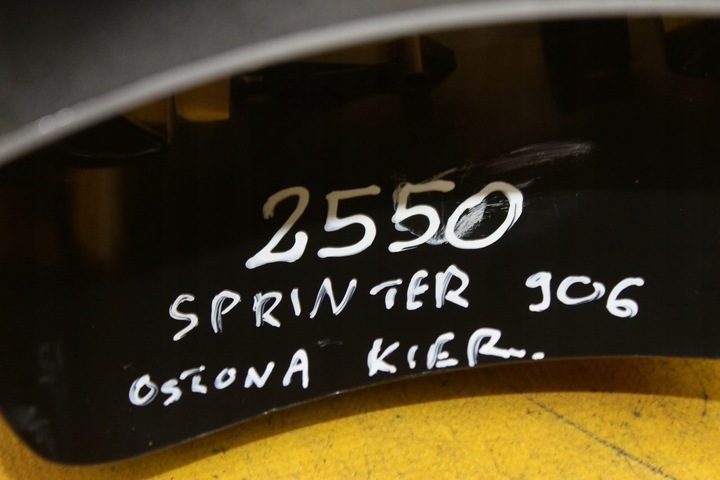 2550
SPRINTER 906
OSŁONA KIER.